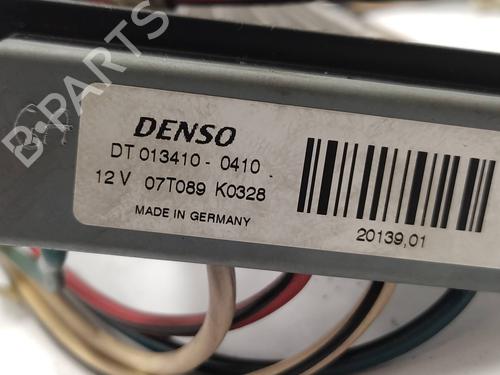 B-PARTS
DENSO
DT 013410 - 0410 -
12 V 07T089 K0328
MADE IN GERMANY
20139,01